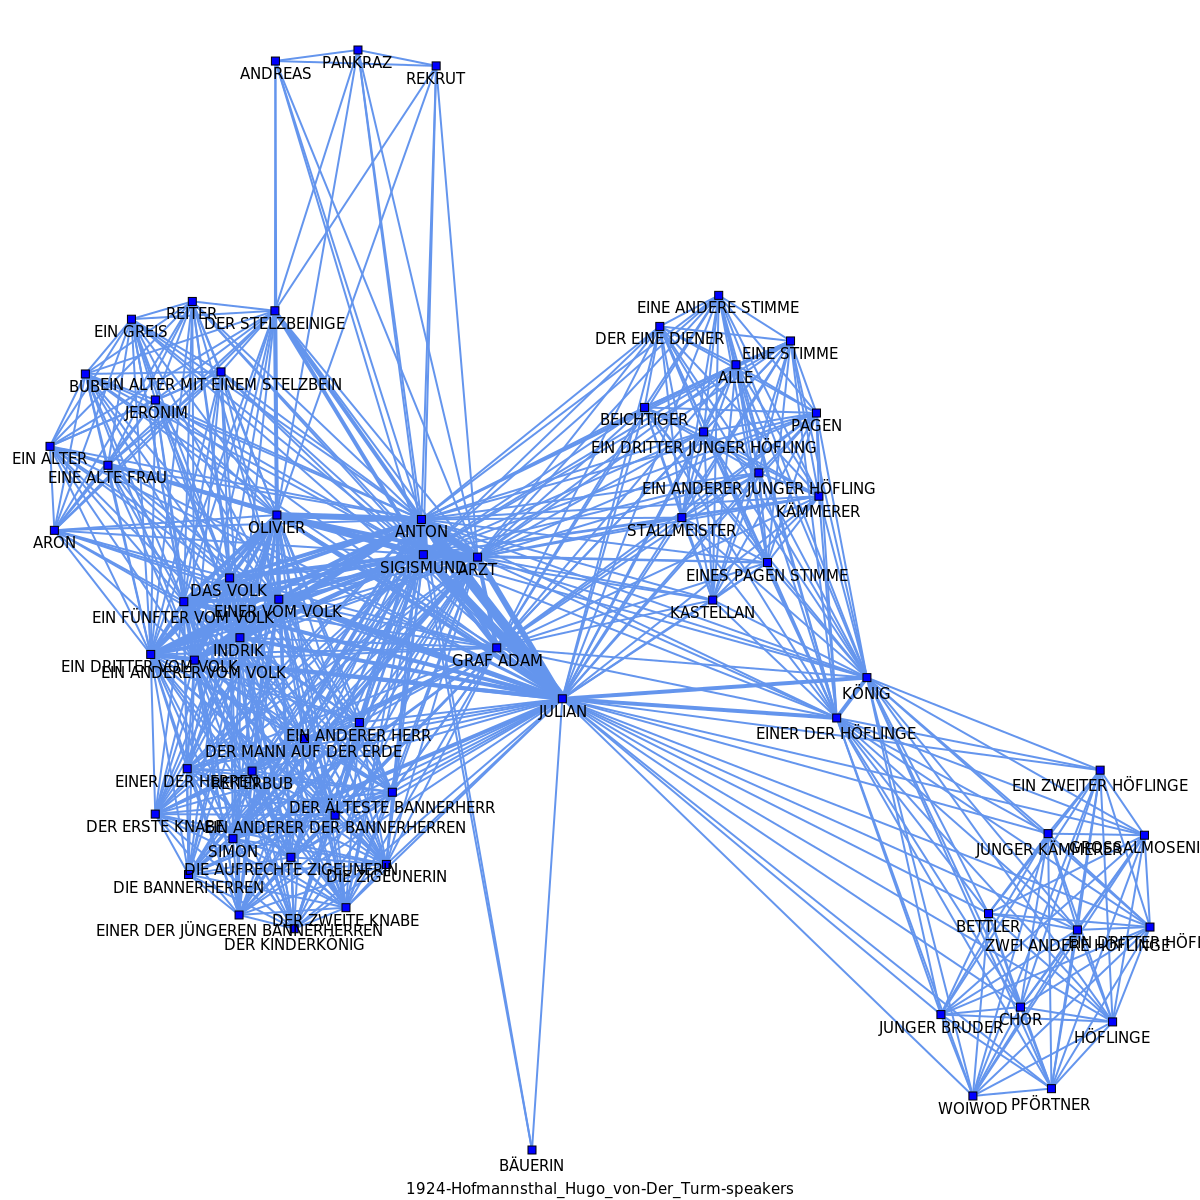 PANKRAZ
ANDREAS
REKRUT
EINE ANDERE STIMME
REITER
DER STELZBEINIGE
EIN GREIS
DER EINE DIENER
EINE STIMME
ALLE
BUB
EIN ALTER MIT EINEM STELZBEIN
JERONIM
BEICHTIGER
PAGEN
EIN DRITTER JUNGER HÖFLING
EIN ALTER
EINE ALTE FRAU
EIN ANDERER JUNGER HÖFLING
KÄMMERER
OLIVIER
ANTON
STALLMEISTER
ARON
SIGISMUND
ARZT
EINES PAGEN STIMME
DAS VOLK
EIN FÜNFTER VOM VOLK
EINER VOM VOLK
KASTELLAN
INDRIK
EIN DRITTER VOM VOLK
EIN ANDERER VOM VOLK
GRAF ADAM
KÖNIG
JULIAN
EINER DER HÖFLINGE
EIN ANDERER HERR
DER MANN AUF DER ERDE
EINER DER HERREN
REITERBUB
EIN ZWEITER HÖFLINGE
DER ÄLTESTE BANNERHERR
DER ERSTE KNABE
EIN ANDERER DER BANNERHERREN
SIMON
JUNGER KÄMMERER
GROSSALMOSENI
DIE AUFRECHTE ZIGEUNERIN
DIE ZIGEUNERIN
DIE BANNERHERREN
DER ZWEITE KNABE
EINER DER JÜNGEREN BANNERHERREN
DER KINDERKÖNIG
BETTLER
ZWEI ANDERE HÖFLINGE
EIN DRITTER HÖFL
JUNGER BRUDER
CHOR
HÖFLINGE
WOIWOD
PFÖRTNER
BÄUERIN
1924-Hofmannsthal_Hugo_von-Der_Turm-speakers